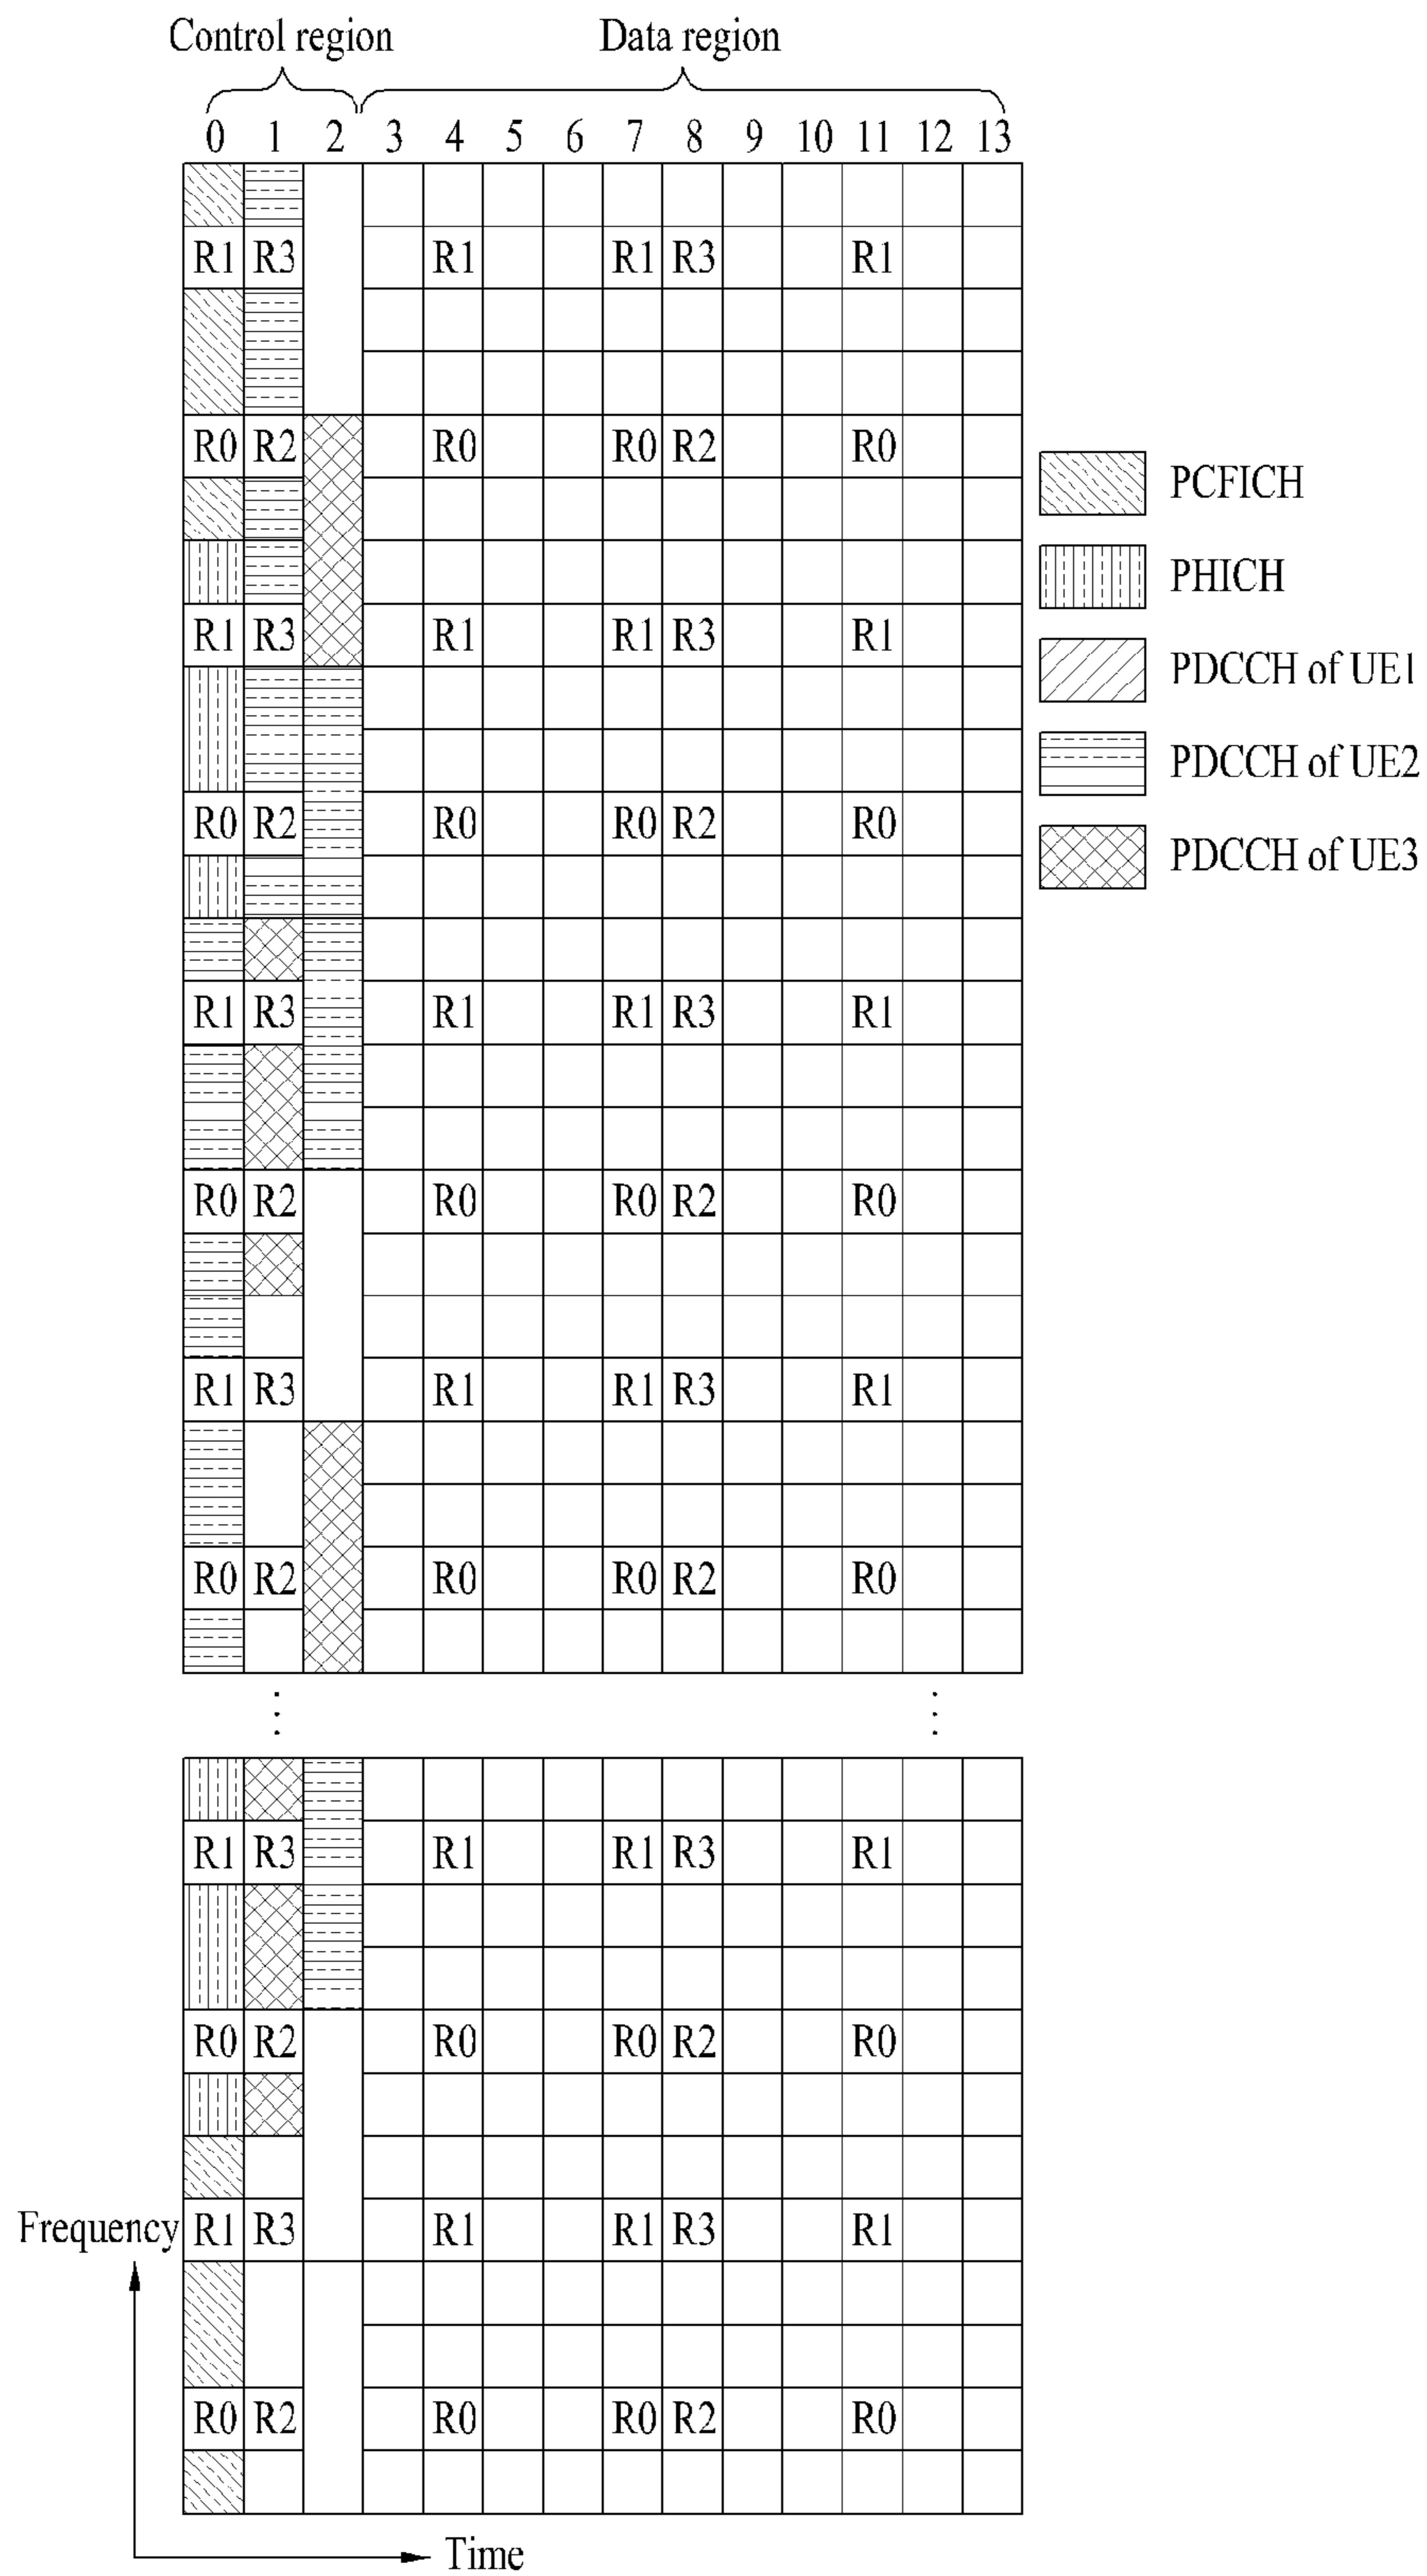 Control region Data region
0 1 2 3 4 5 6 7 8 9 10 11 12 13
R1 R3 R1 R1 R3 R1
R0 R2 R0 R0 R2 R0
PCFICH
PHICH
R1 R3 R1 R1 R3 R1
PDCCH of UE1
PDCCH of UE2
R0 R2 R0 R0 R2 R0
PDCCH of UE3
R1 R3 R1 R1 R3 R1
R0 R2 R0 R0 R2 R0
R1 R3 R1 R1 R3 R1
R0 R2 R0 R0 R2 R0
R1 R3 R1 R1 R3 R1
R0 R2 R0 R0 R2 R0
Frequency R1 R3 R1 R1 R3 R1
R0 R2 R0 R0 R2 R0
Time